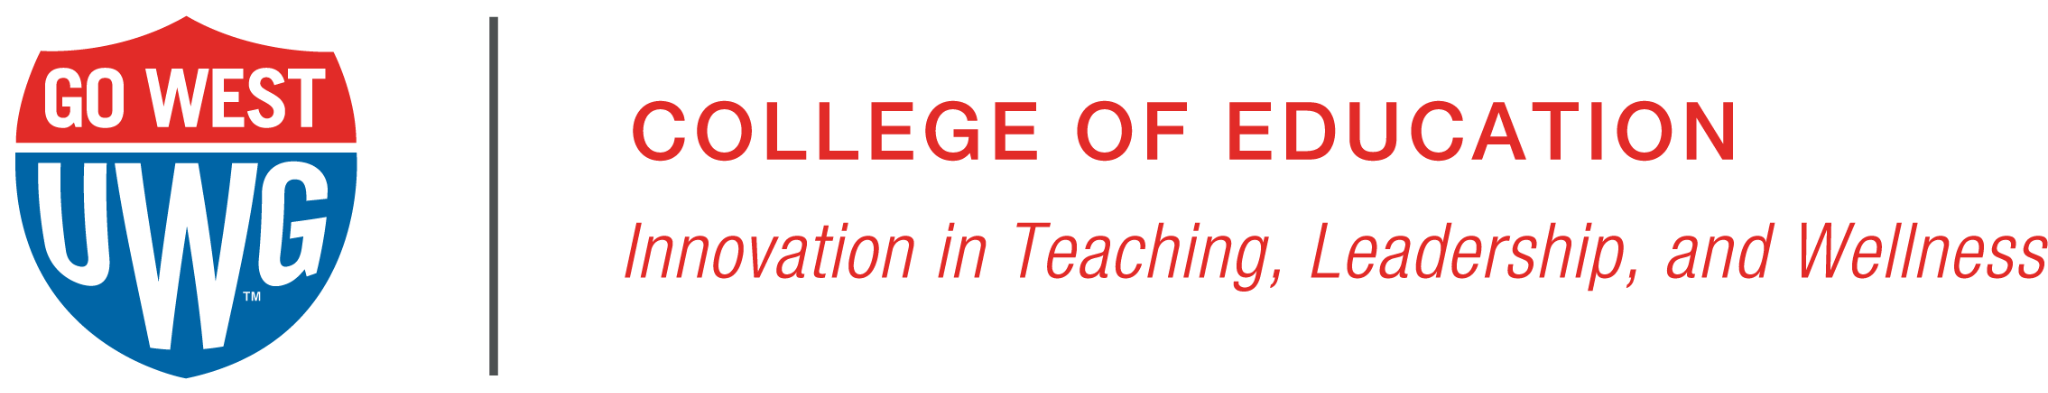 GO WEST
UWG
™
COLLEGE OF EDUCATION
Innovation in Teaching, Leadership, and Wellness